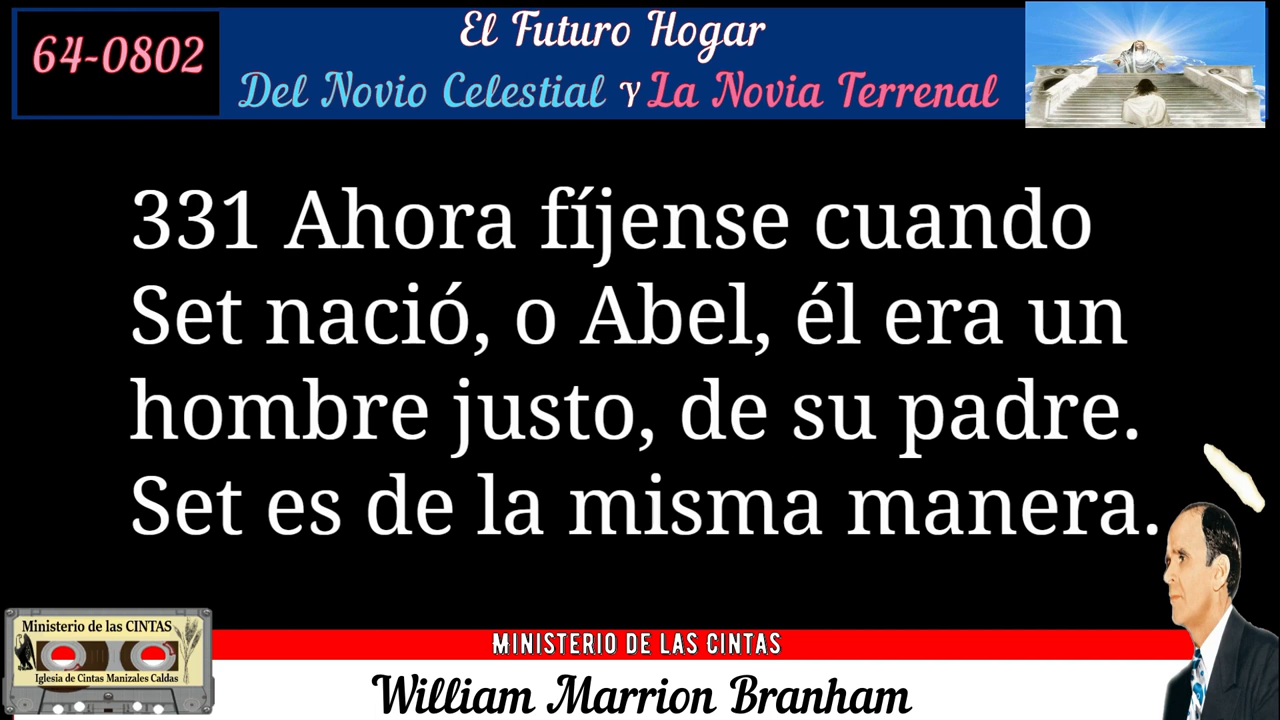 64-0802
El Futuro Hogar
Del Novio Celestial Y La Novia Terrenal
331 Ahora fíjense cuando
Set nació, o Abel, él era un
hombre justo, de su padre.
Set es de la misma manera.
Ministerio de las CINTAS
Iglesia de Cintas Manizales Caldas
MINISTERIO DE LAS CINTAS
William Marrion Branham